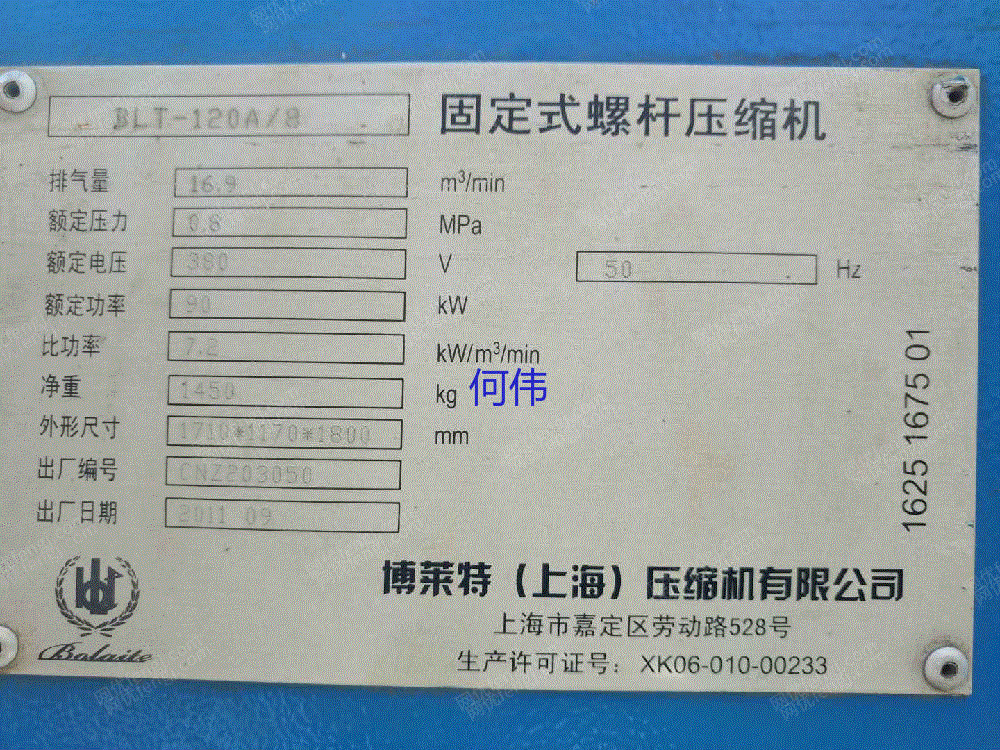 BLT-120A/8 固定式螺杆压缩机
排气量 16.9 m³/min
额定压力 0.8 MPa
额定电压 380 V 50 Hz
额定功率 90 kW
比功率 7.2 kW/m³/min
净重 1450 kg 何伟
外形尺寸 1710*1170*1800 mm
出厂编号 CNZ203050
出厂日期 2011 09
1625 1675 01
博莱特（上海）压缩机有限公司
上海市嘉定区劳动路528号
生产许可证号： XK06-010-00233
Bolaite